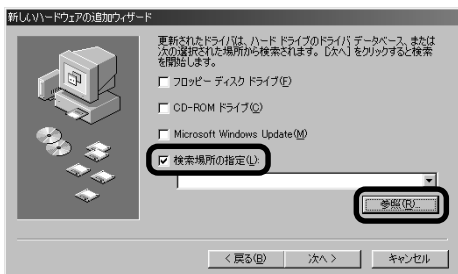 新しいハードウェアの追加ウィザード
更新されたドライバは、ハード ドライブのドライバ データベース、または
次の選択された場所から検索されます。[次へ] をクリックすると検索
を開始します。
フロッピー ディスク ドライブ(F)
CD-ROM ドライブ(C)
Microsoft Windows Update(M)
検索場所の指定(L):
参照(R)...
< 戻る(B)
次へ >
キャンセル